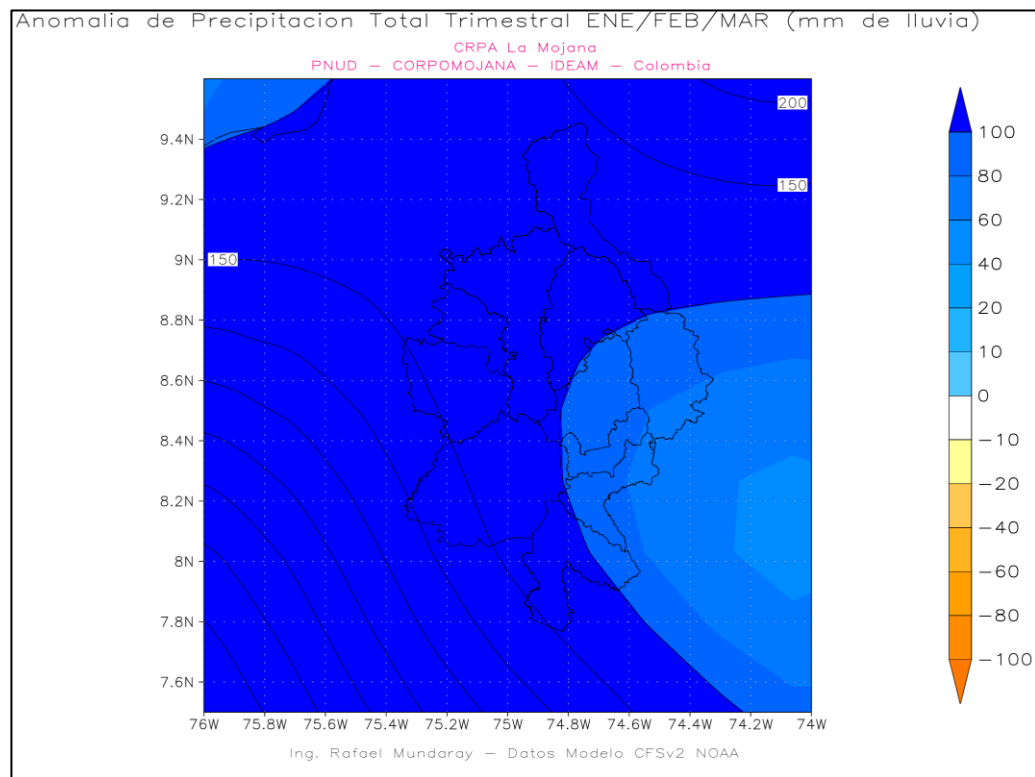 Anomalia de Precipitacion Total Trimestral ENE/FEB/MAR (mm de lluvia)
CRPA La Mojana
PNUD – CORPOMOJANA – IDEAM – Colombia
200
150
150
9.4N
9.2N
9N
8.8N
8.6N
8.4N
8.2N
8N
7.8N
7.6N
76W 75.8W 75.6W 75.4W 75.2W 75W 74.8W 74.6W 74.4W 74.2W 74W
100
80
60
40
20
10
0
−10
−20
−40
−60
−80
−100
Ing. Rafael Mundaray – Datos Modelo CFSv2 NOAA